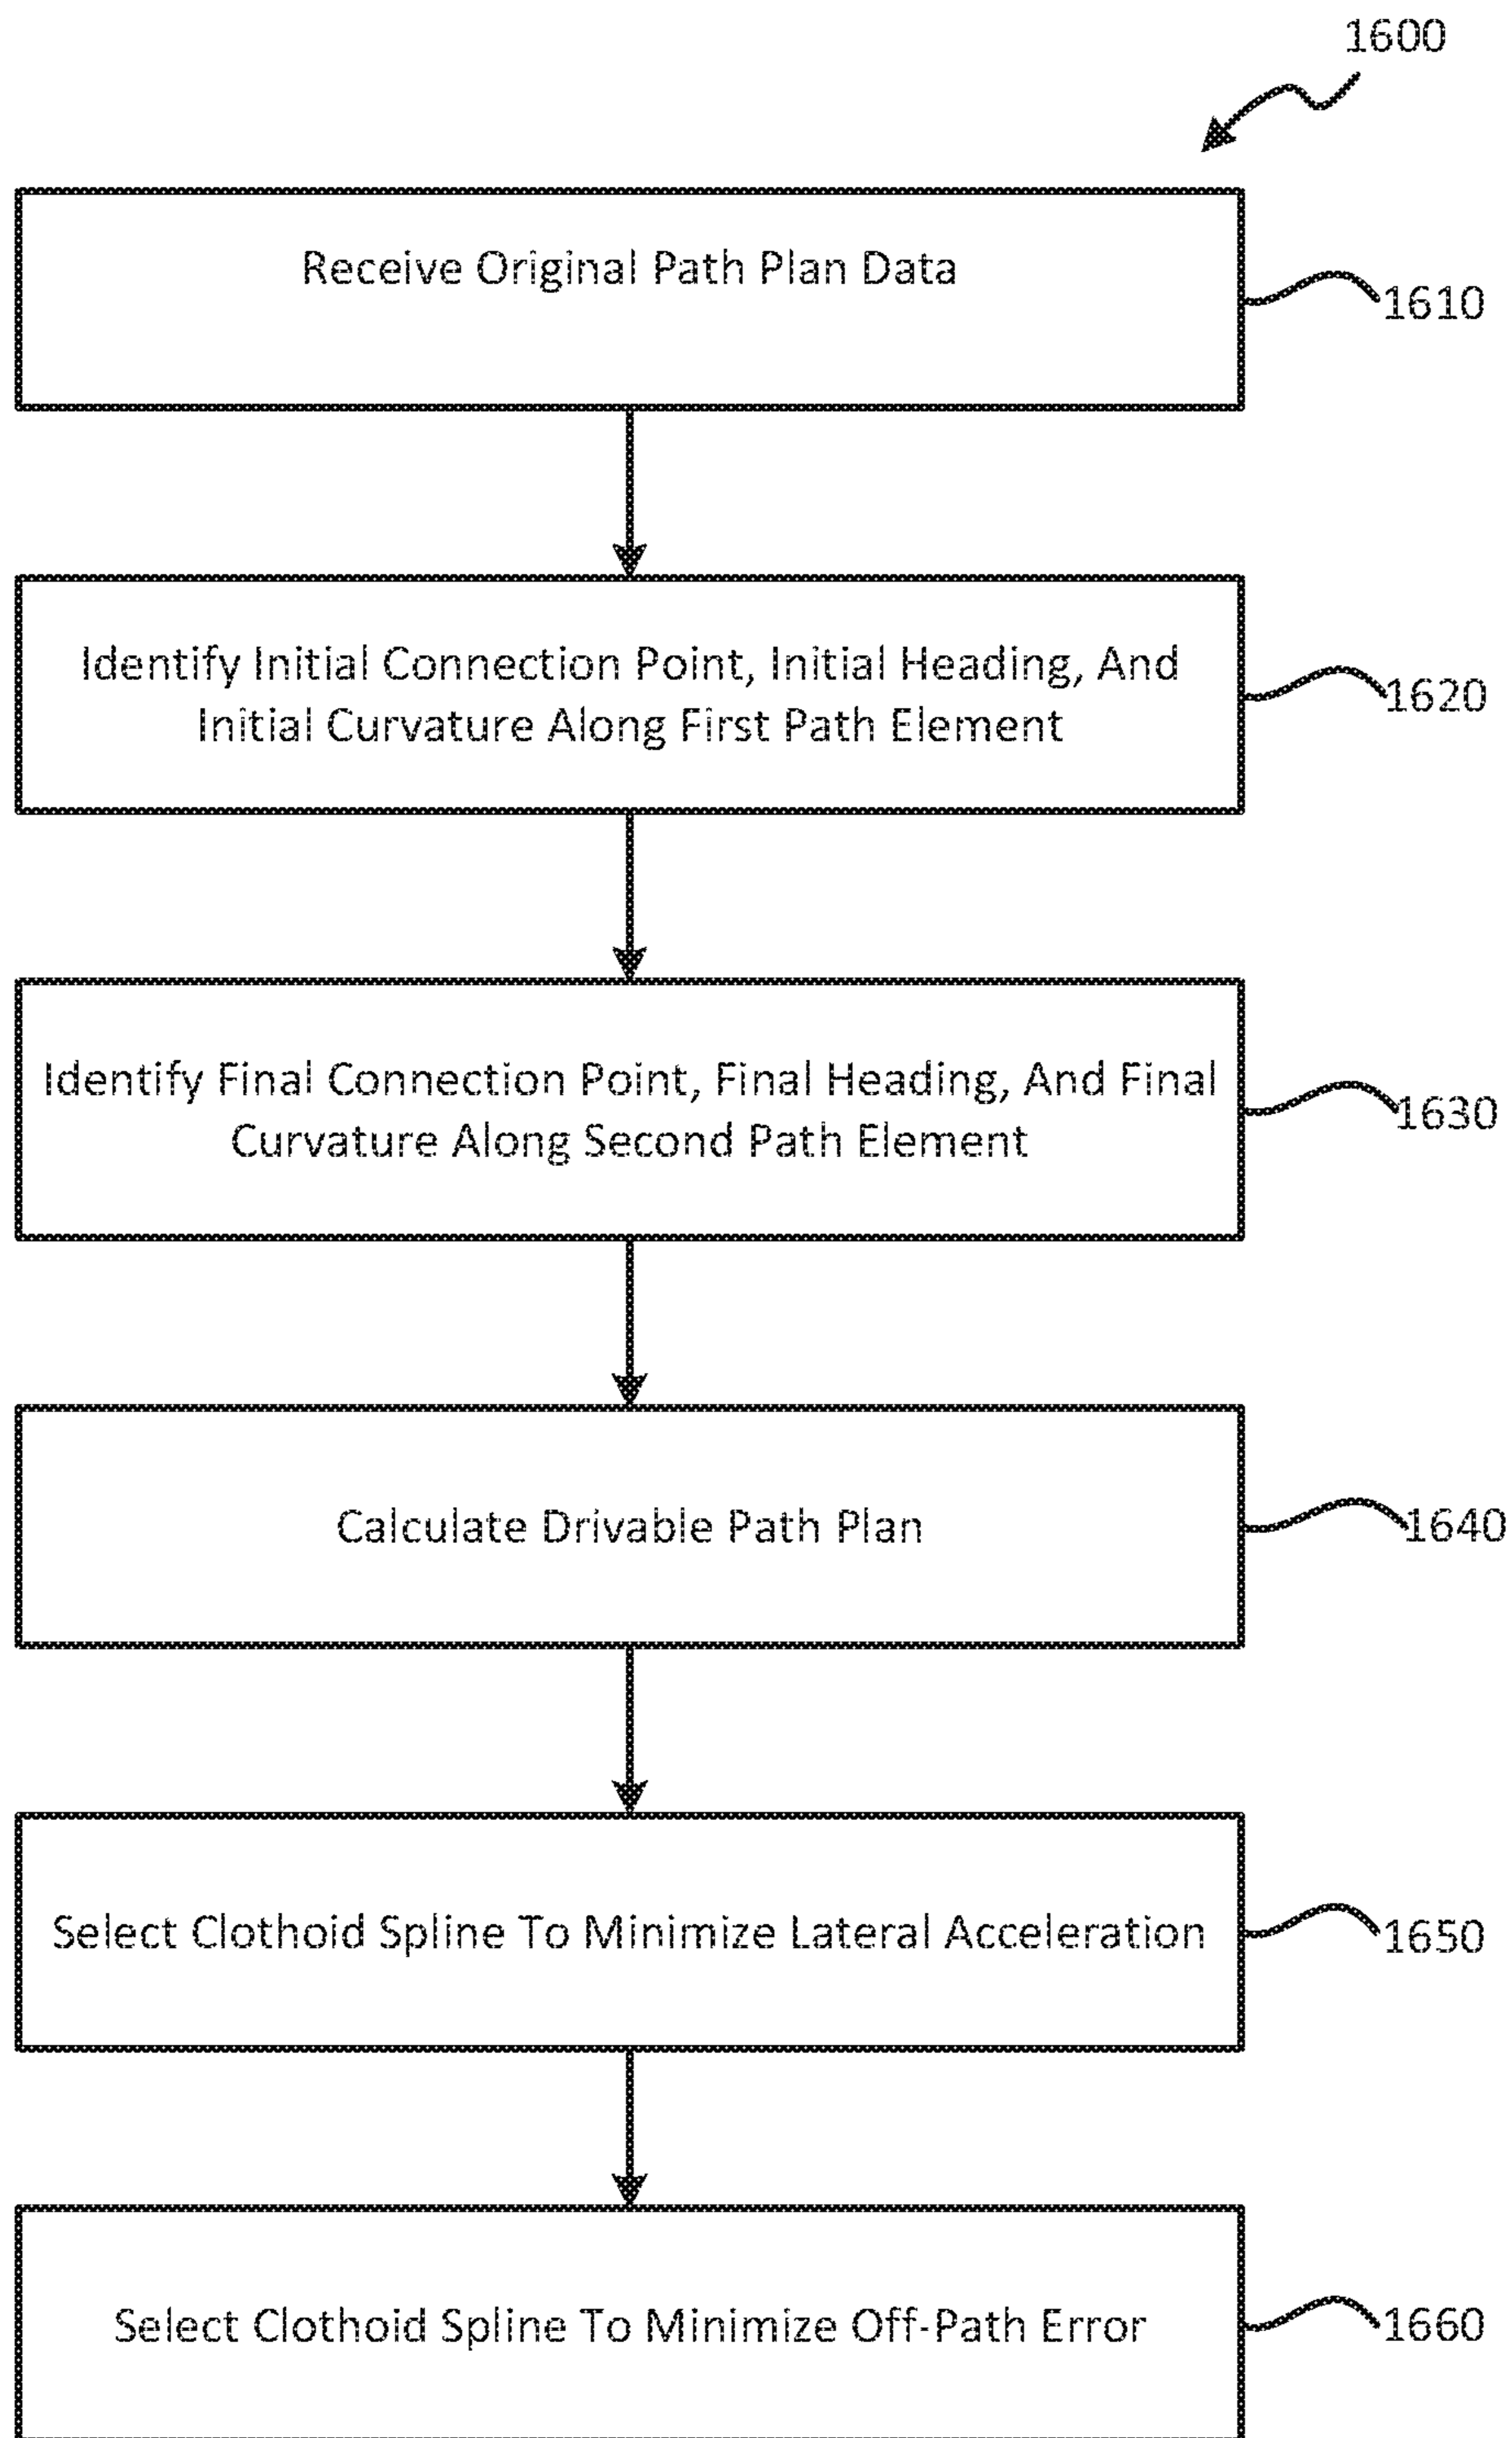 1600
Receive Original Path Plan Data
1610
Identify Initial Connection Point, Initial Heading, And
Initial Curvature Along First Path Element
1620
Identify Final Connection Point, Final Heading, And Final
Curvature Along Second Path Element
1630
Calculate Drivable Path Plan
1640
Select Clothoid Spline To Minimize Lateral Acceleration
1650
Select Clothoid Spline To Minimize Off-Path Error
1660